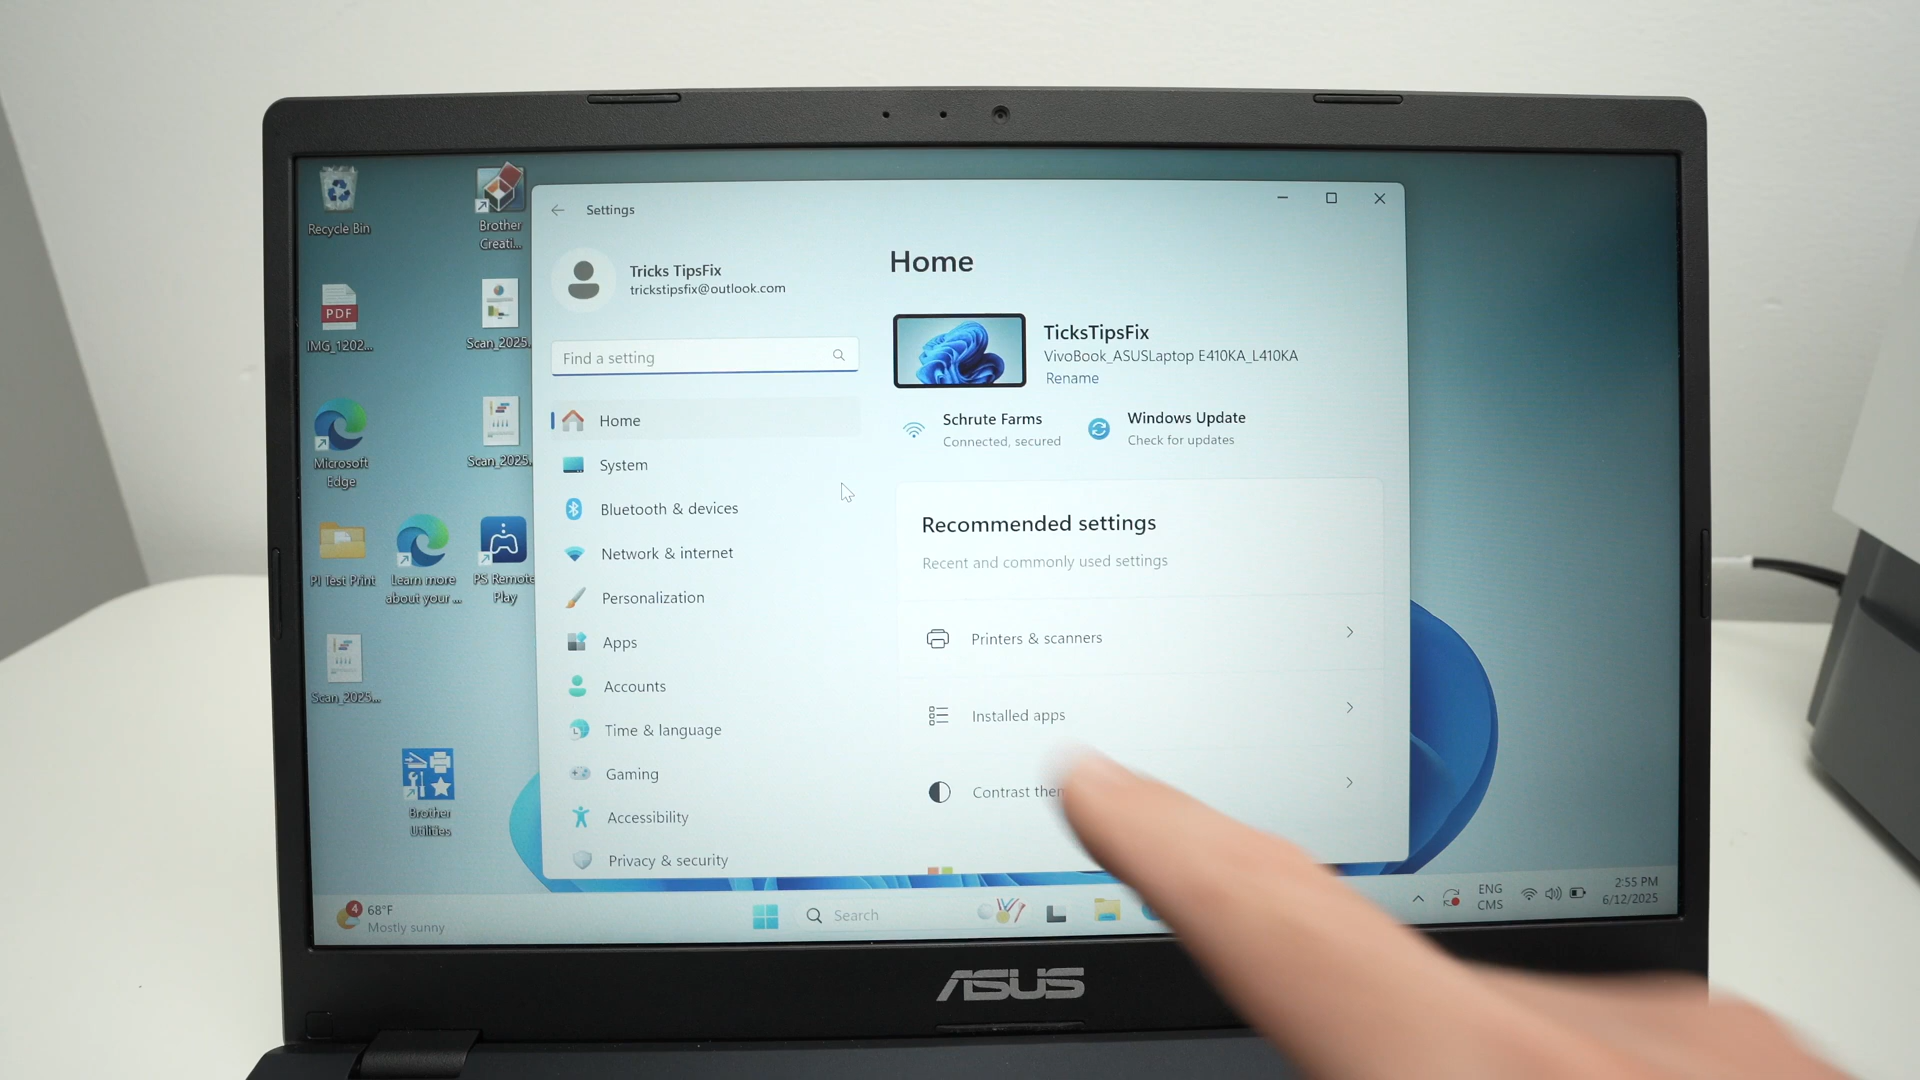 Recycle Bin
Brother
Creati...
PDF
IMG_1202...
Scan_2025...
Microsoft
Edge
Scan_2025...
PI Test Print
Learn more
about your ...
PS Remote
Play
Scan_2025...
Brother
Utilities
Settings
Tricks TipsFix
trickstipsfix@outlook.com
Find a setting
Home
System
Bluetooth & devices
Network & internet
Personalization
Apps
Accounts
Time & language
Gaming
Accessibility
Privacy & security
Home
TicksTipsFix
VivoBook_ASUSLaptop E410KA_L410KA
Rename
Schrute Farms
Connected, secured
Windows Update
Check for updates
Recommended settings
Recent and commonly used settings
Printers & scanners
Installed apps
Contrast
4
68°F
Mostly sunny
Search
ENG
CMS
2:55 PM
6/12/2025
ASUS